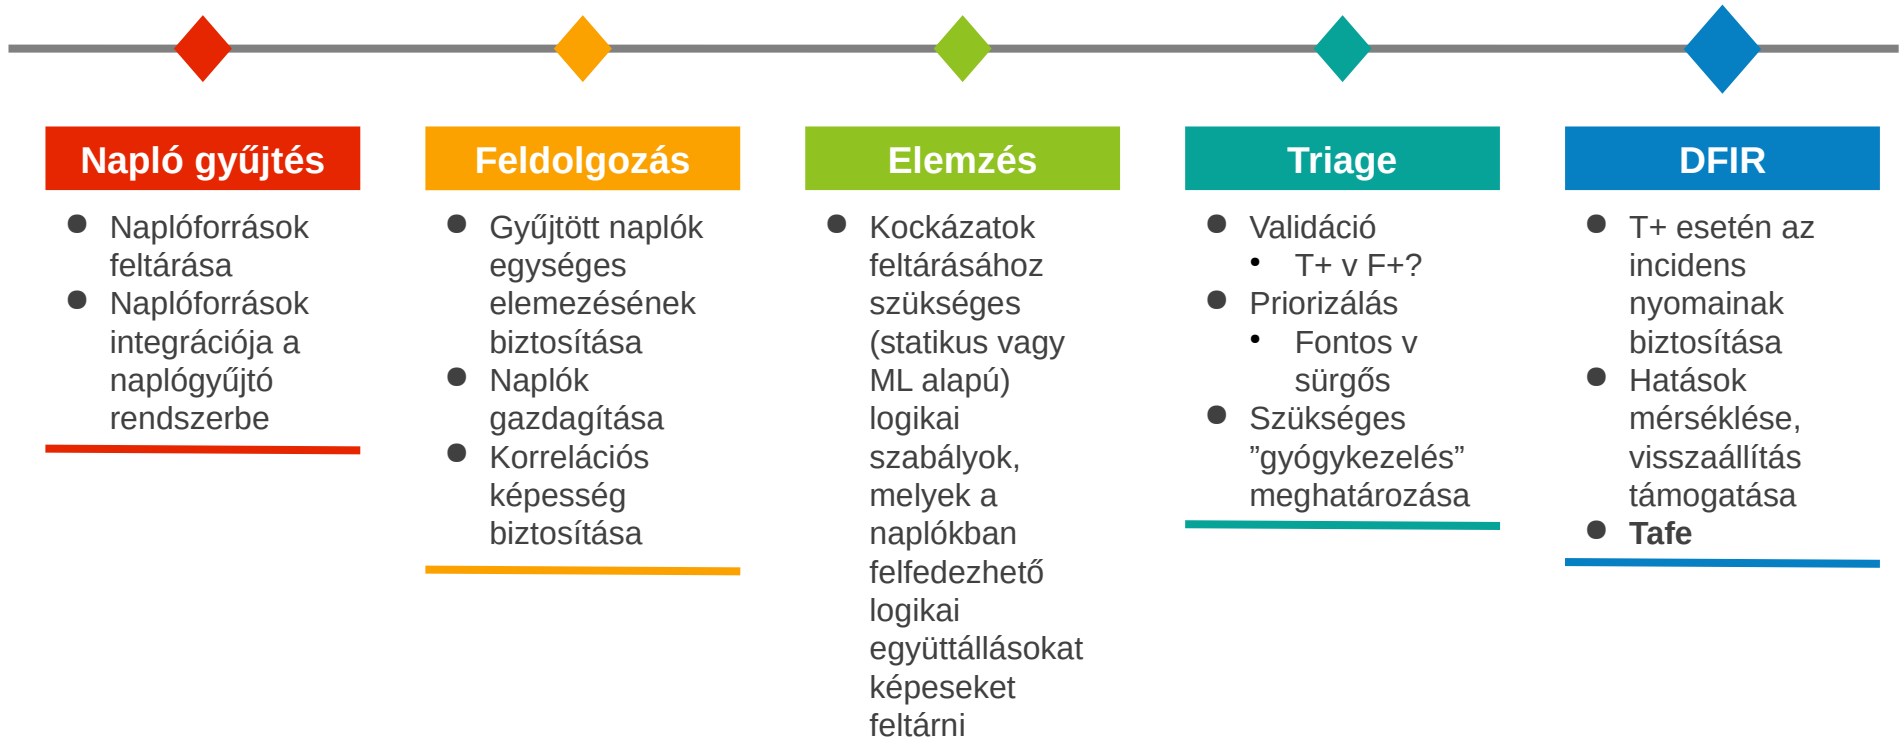 Napló gyűjtés
Naplóforrások
feltárása
Naplóforrások
integrációja a
naplógyűjtó
rendszerbe
Feldolgozás
Gyűjtött naplók
egységes
elemezésének
biztosítása
Naplók
gazdagítása
Korrelációs
képesség
biztosítása
Elemzés
Kockázatok
feltárásához
szükséges
(statikus vagy
ML alapú)
logikai
szabályok,
melyek a
naplókban
felfedezhető
logikai
együttállásokat
képeseket
feltárni
Triage
Validáció
T+ v F+?
Priorizálás
Fontos v
sürgős
Szükséges
”gyógykezelés”
meghatározása
DFIR
T+ esetén az
incidens
nyomainak
biztosítása
Hatások
mérséklése,
visszaállítás
támogatása
Tafe